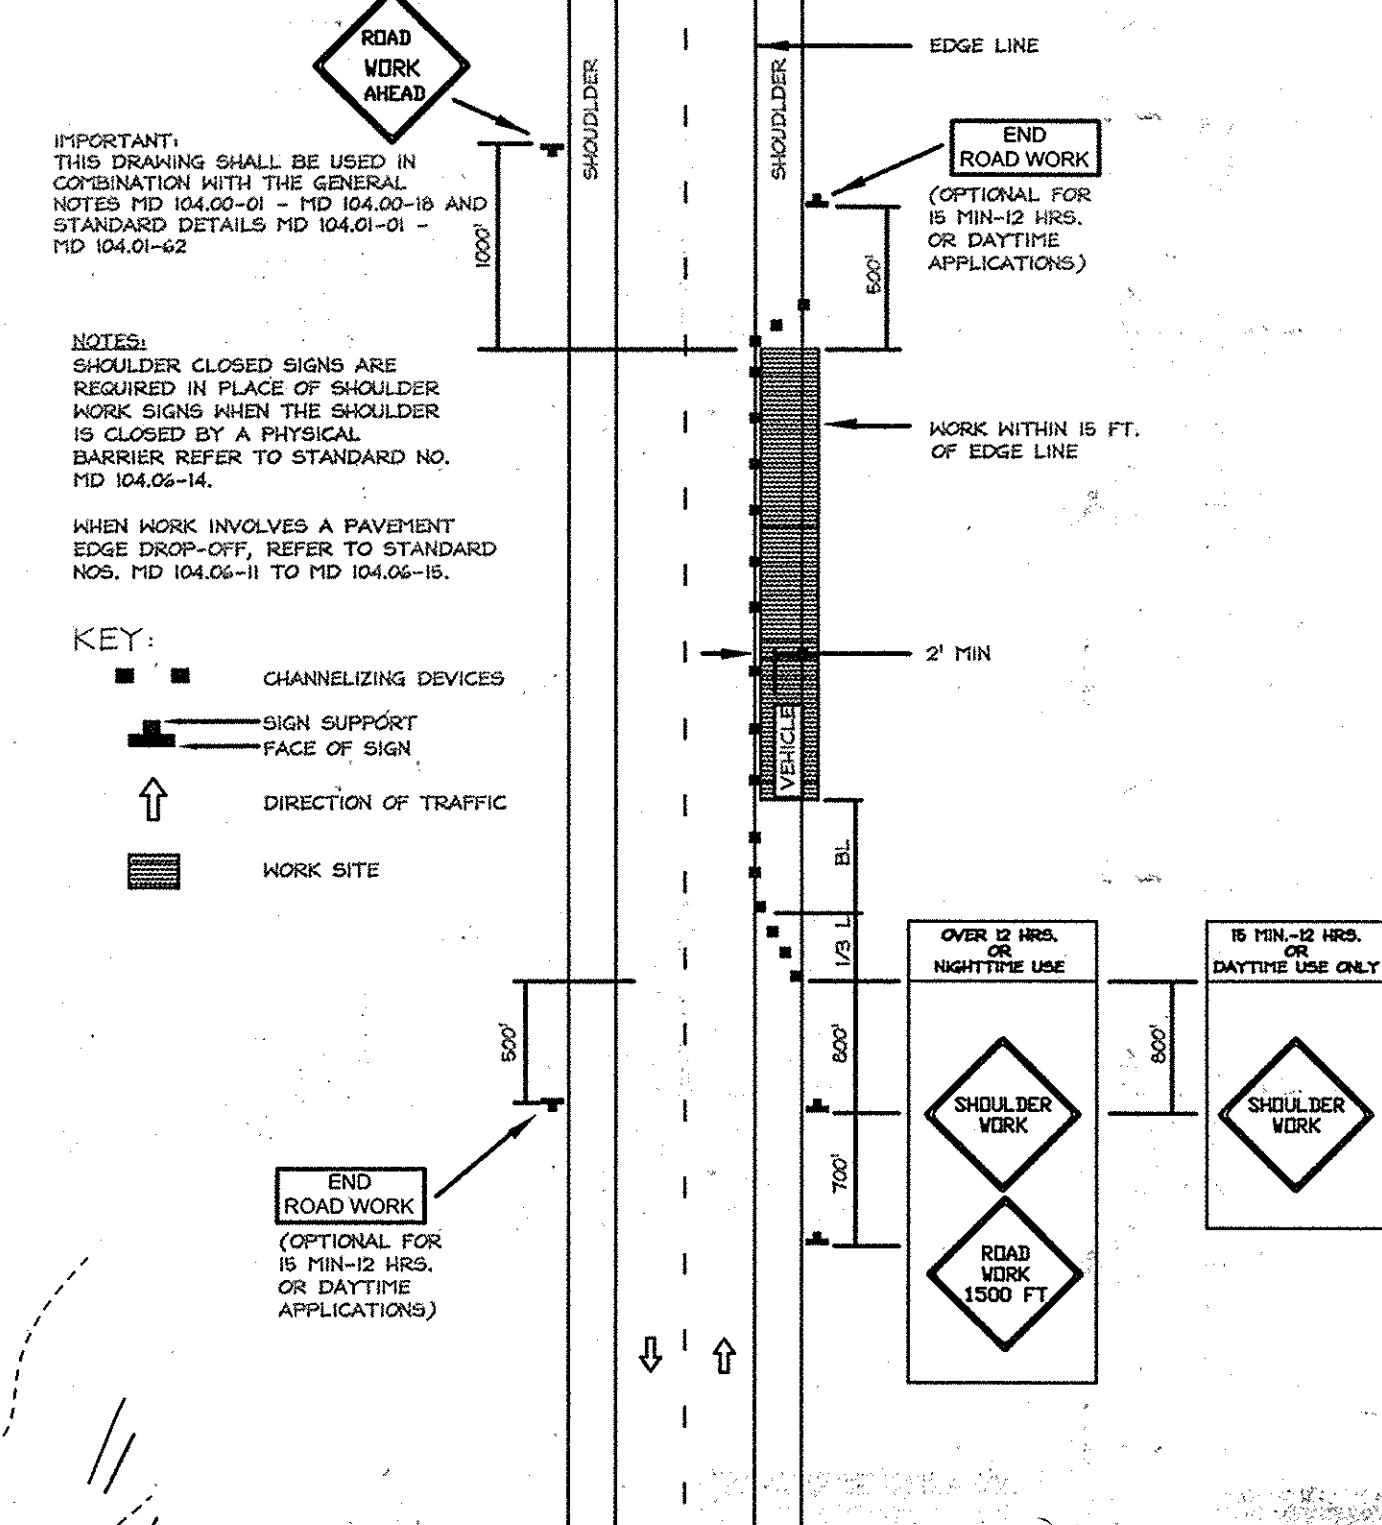 ROAD
WORK
AHEAD
SHOUDLDER
SHOUDLDER
EDGE LINE
IMPORTANT:
THIS DRAWING SHALL BE USED IN
COMBINATION WITH THE GENERAL
NOTES MD 104.00-01 - MD 104.00-18 AND
STANDARD DETAILS MD 104.01-01 -
MD 104.01-62
1000'
END
ROAD WORK
(OPTIONAL FOR
15 MIN-12 HRS.
OR DAYTIME
APPLICATIONS)
500'
NOTES:
SHOULDER CLOSED SIGNS ARE
REQUIRED IN PLACE OF SHOULDER
WORK SIGNS WHEN THE SHOULDER
IS CLOSED BY A PHYSICAL
BARRIER REFER TO STANDARD NO.
MD 104.06-14.
WORK WITHIN 15 FT.
OF EDGE LINE
WHEN WORK INVOLVES A PAVEMENT
EDGE DROP-OFF, REFER TO STANDARD
NOS. MD 104.06-11 TO MD 104.06-15.
KEY:
CHANNELIZING DEVICES
SIGN SUPPORT
FACE OF SIGN
DIRECTION OF TRAFFIC
WORK SITE
2' MIN
VEHICLE
BL
1/3 L
800'
700'
500'
END
ROAD WORK
(OPTIONAL FOR
15 MIN-12 HRS.
OR DAYTIME
APPLICATIONS)
OVER 12 HRS.
OR
NIGHTTIME USE
SHOULDER
WORK
ROAD
WORK
1500 FT
800'
15 MIN.-12 HRS.
OR
DAYTIME USE ONLY
SHOULDER
WORK